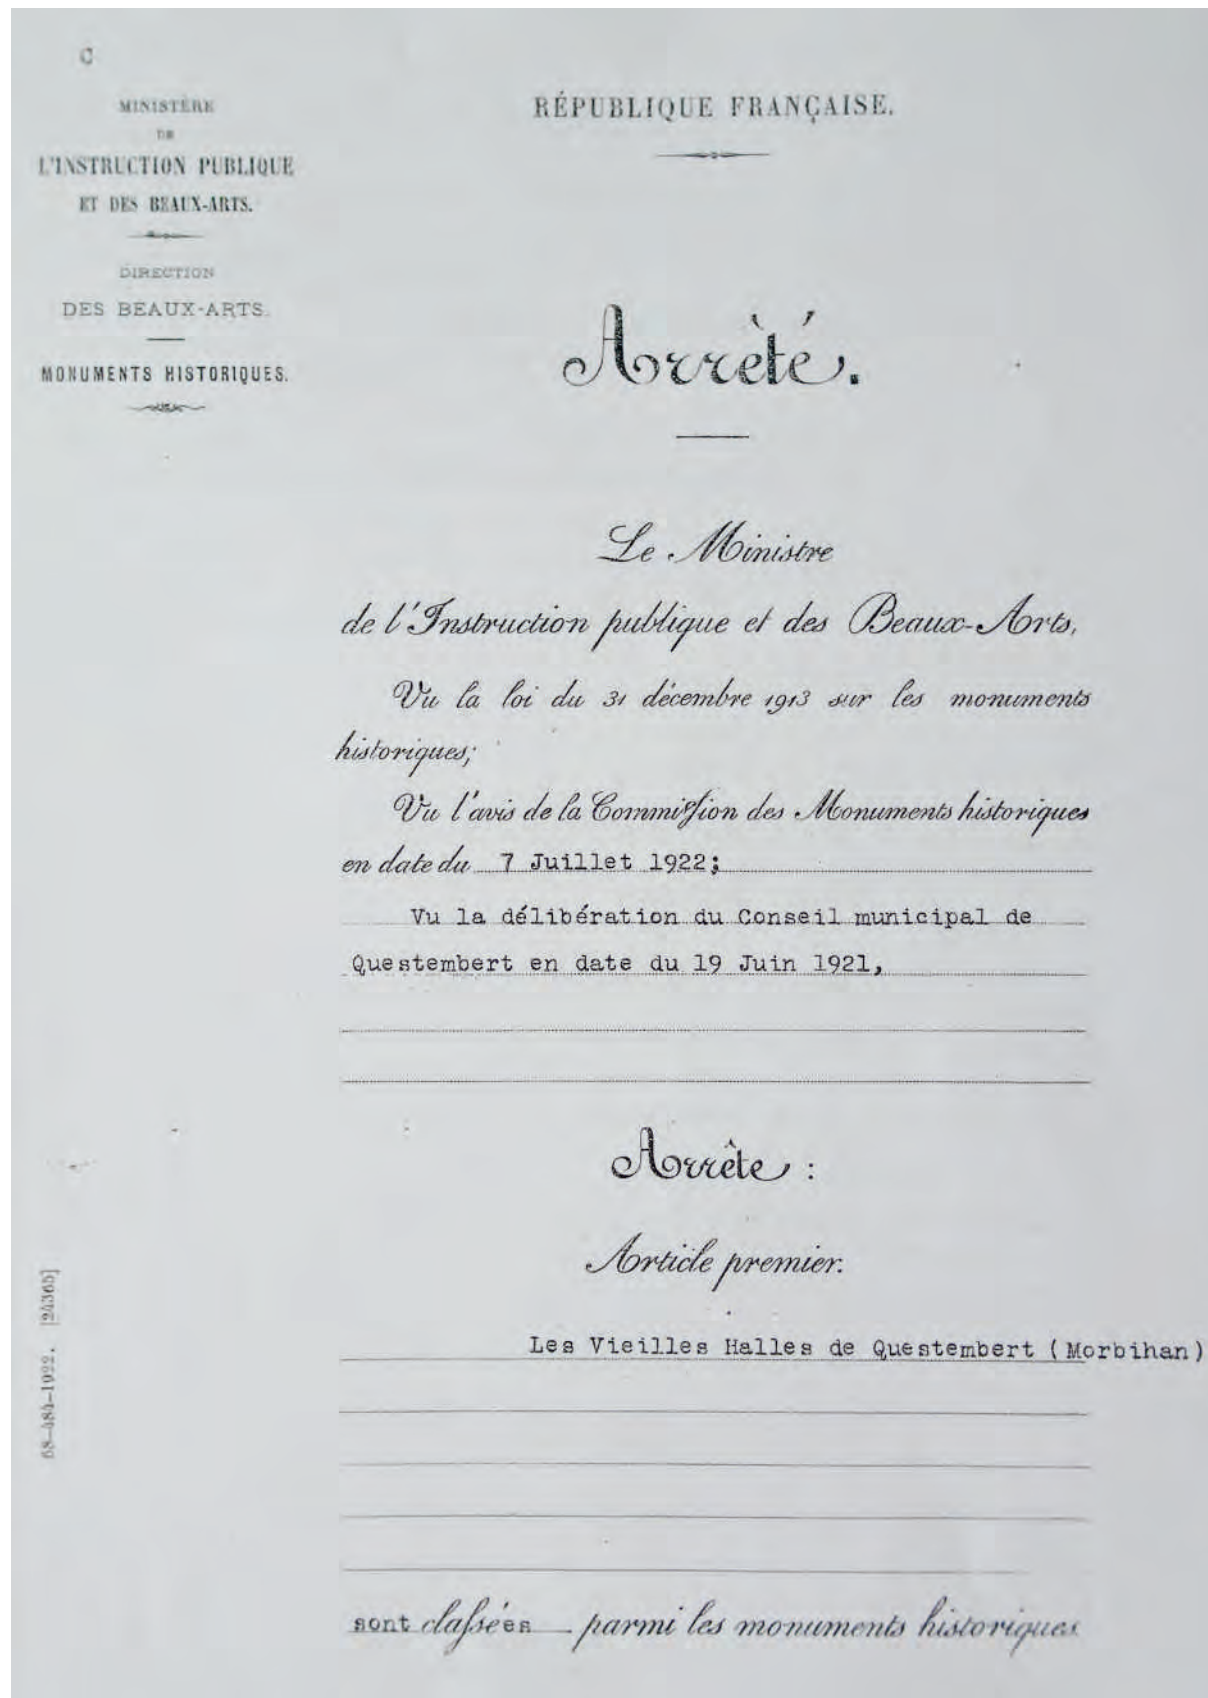 C
MINISTÈRE
DE
L'INSTRUCTION PUBLIQUE
ET DES BEAUX-ARTS.
DIRECTION
DES BEAUX-ARTS.
MONUMENTS HISTORIQUES.
RÉPUBLIQUE FRANÇAISE.
Arrêté.
Le Ministre
de l'Instruction publique et des Beaux-Arts,
Vu la loi du 31 décembre 1913 sur les monuments
historiques;
Vu l'avis de la Commission des Monuments historiques
en date du 7 Juillet 1922;
Vu la délibération du Conseil municipal de
Questembert en date du 19 Juin 1921,
Arrête :
Article premier.
Les Vieilles Halles de Questembert (Morbihan)
sont classées parmi les monuments historiques
68-484-1922. [24365]